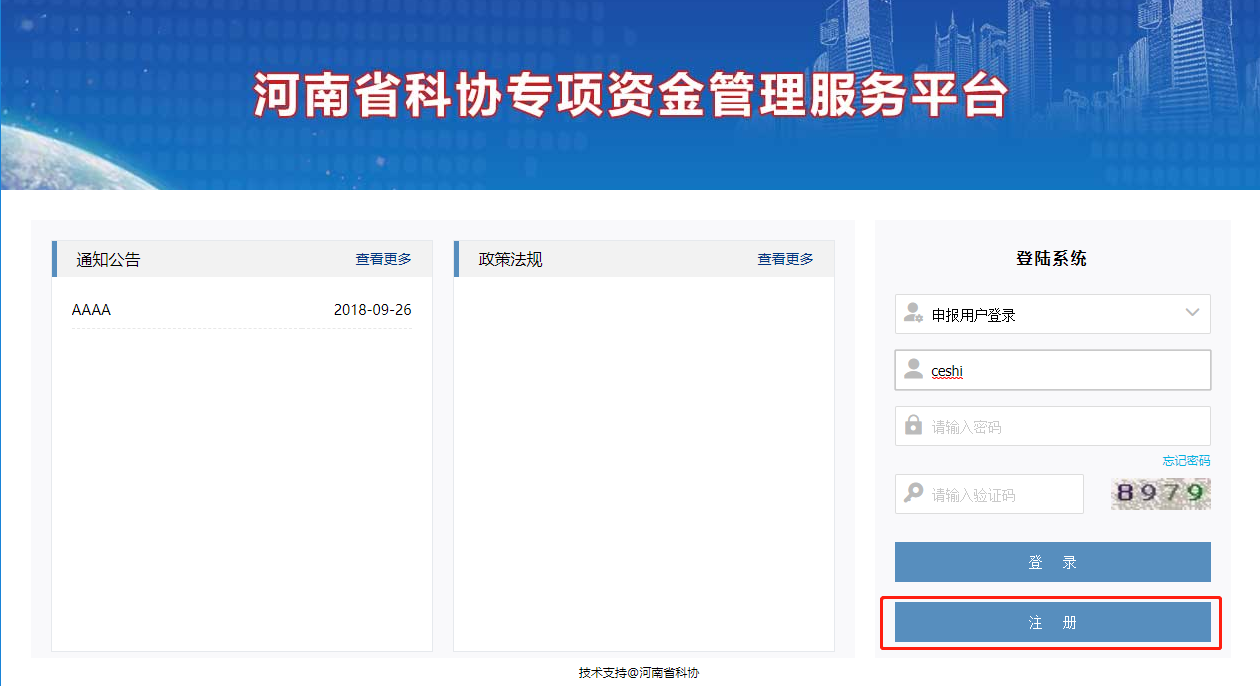 河南省科协专项资金管理服务平台
通知公告 查看更多
AAAA 2018-09-26
政策法规 查看更多
登陆系统
申报用户登录
ceshi
请输入密码
忘记密码
请输入验证码 8979
登 录
注 册
技术支持@河南省科协